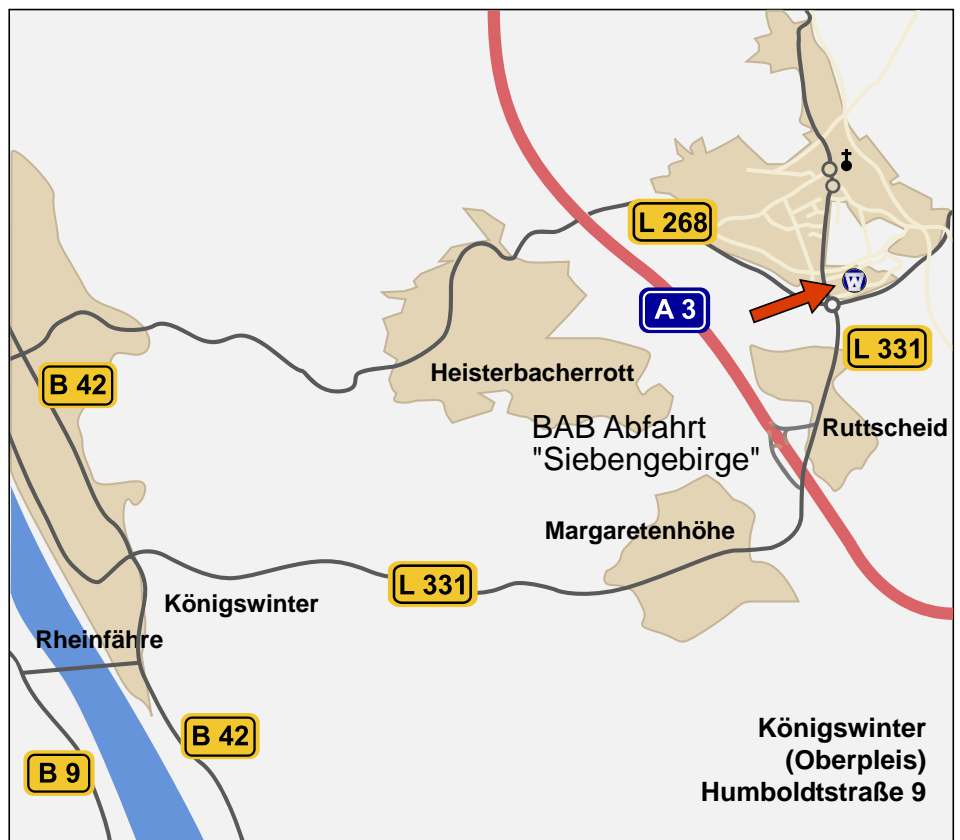 L 268
A 3
W
L 331
B 42
Heisterbacherrott
BAB Abfahrt
"Siebengebirge"
Ruttscheid
Margaretenhöhe
L 331
Königswinter
Rheinfähre
B 42
B 9
Königswinter
(Oberpleis)
Humboldtstraße 9